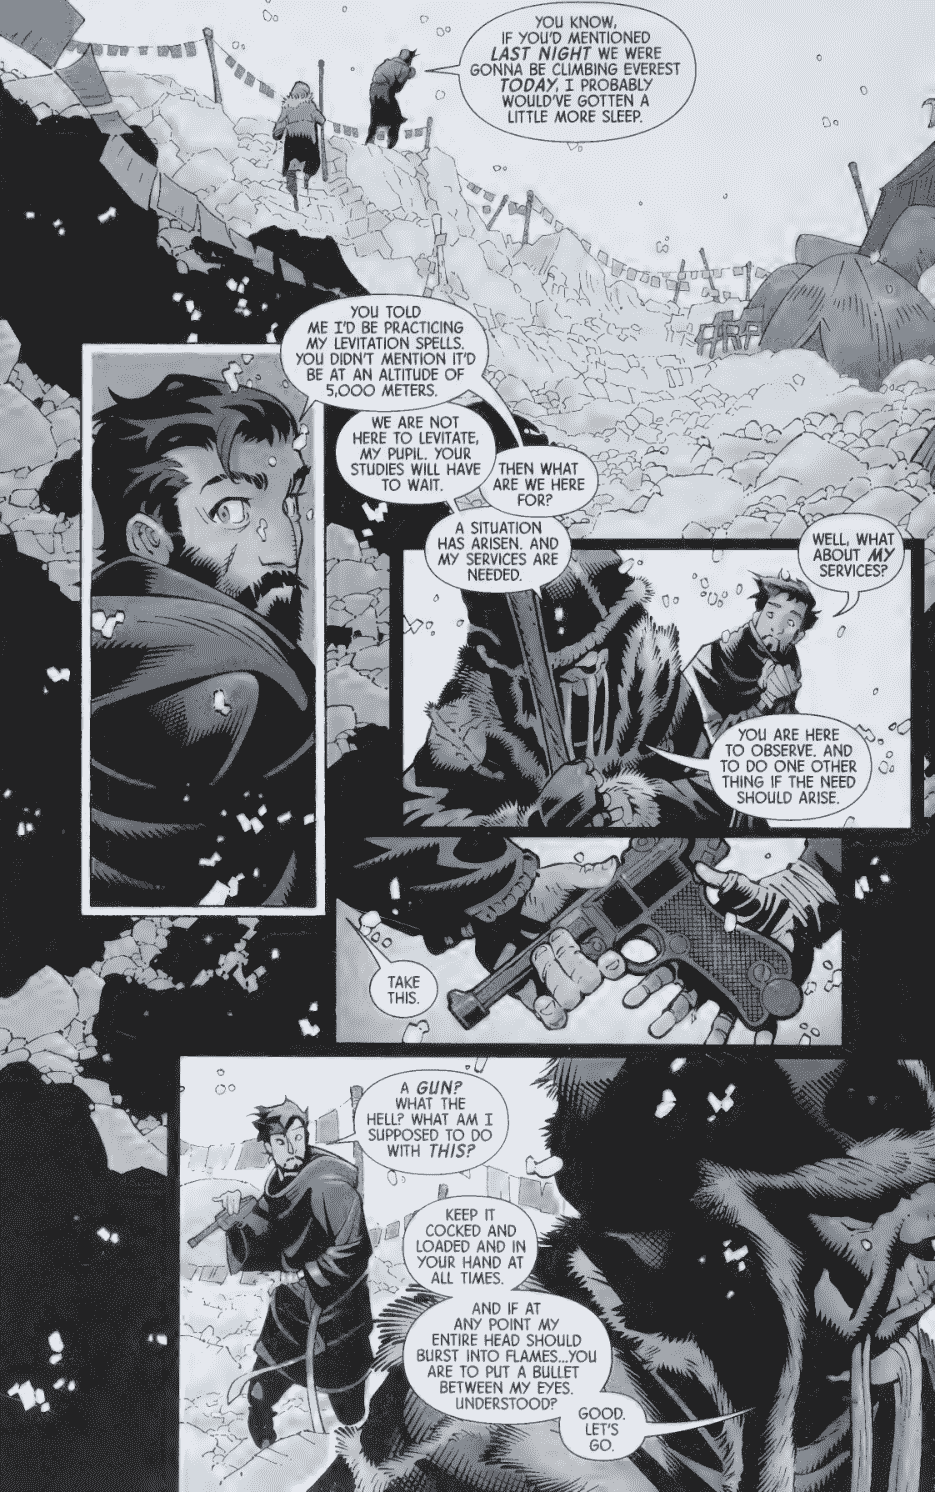 YOU KNOW,
IF YOU'D MENTIONED
LAST NIGHT WE WERE
GONNA BE CLIMBING EVEREST
TODAY, I PROBABLY
WOULD'VE GOTTEN A
LITTLE MORE SLEEP.
YOU TOLD
ME I'D BE PRACTICING
MY LEVITATION SPELLS.
YOU DIDN'T MENTION IT'D
BE AT AN ALTITUDE OF
5,000 METERS.
WE ARE NOT
HERE TO LEVITATE,
MY PUPIL. YOUR
STUDIES WILL HAVE
TO WAIT.
THEN WHAT
ARE WE HERE
FOR?
A SITUATION
HAS ARISEN. AND
MY SERVICES ARE
NEEDED.
WELL, WHAT
ABOUT MY
SERVICES?
YOU ARE HERE
TO OBSERVE. AND
TO DO ONE OTHER
THING IF THE NEED
SHOULD ARISE.
TAKE
THIS.
A GUN?
WHAT THE
HELL? WHAT AM I
SUPPOSED TO DO
WITH THIS?
KEEP IT
COCKED AND
LOADED AND IN
YOUR HAND AT
ALL TIMES.
AND IF AT
ANY POINT MY
ENTIRE HEAD SHOULD
BURST INTO FLAMES...YOU
ARE TO PUT A BULLET
BETWEEN MY EYES.
UNDERSTOOD?
GOOD.
LET'S
GO.